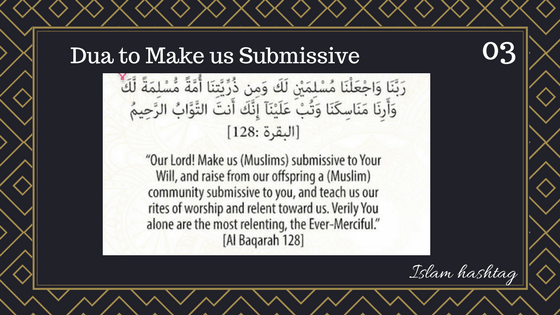 Dua to Make us Submissive
03
رَبَّنَا وَاجْعَلْنَا مُسْلِمَيْنِ لَكَ وَمِن ذُرِّيَّتِنَا أُمَّةً مُّسْلِمَةً لَّكَ
وَأَرِنَا مَنَاسِكَنَا وَتُبْ عَلَيْنَآ إِنَّكَ أَنتَ التَّوَّابُ الرَّحِيمُ
[البقرة :128]
“Our Lord! Make us (Muslims) submissive to Your
Will, and raise from our offspring a (Muslim)
community submissive to you, and teach us our
rites of worship and relent toward us. Verily You
alone are the most relenting, the Ever-Merciful.”
[Al Baqarah 128]
Islam hashtag